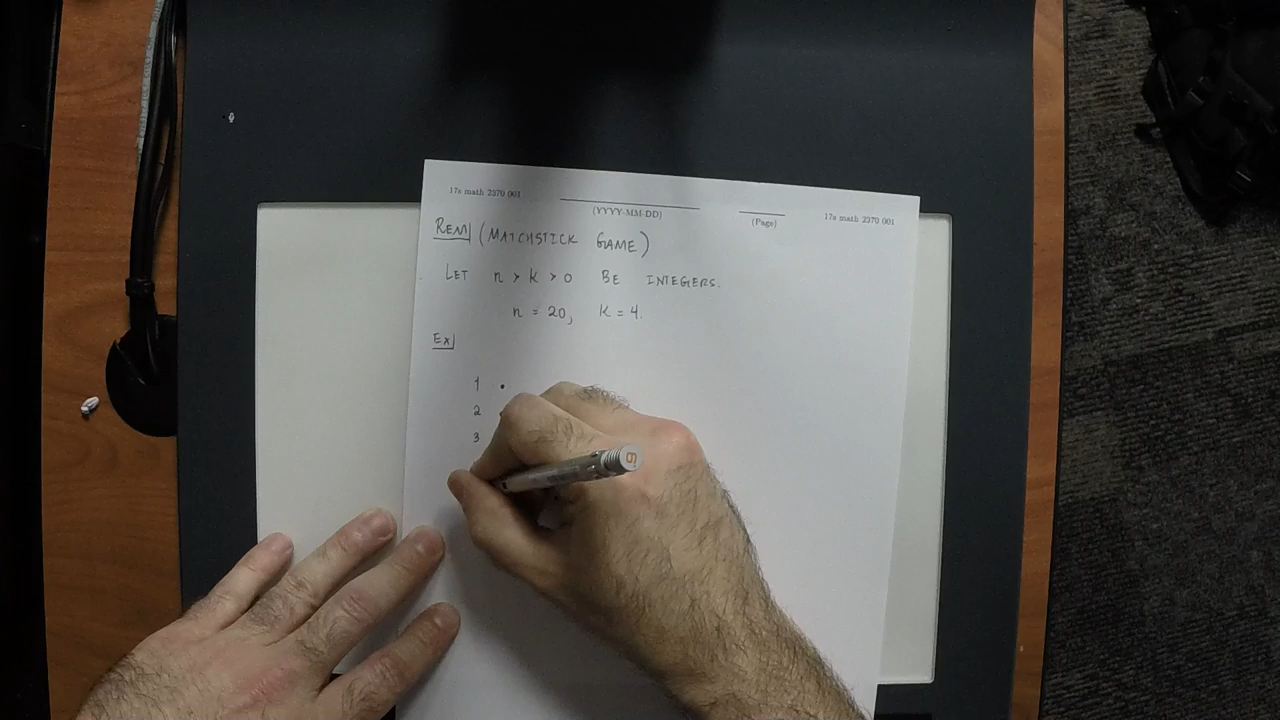 17s math 2370 001 (YYYY-MM-DD) (Page) 17s math 2370 001
REM (MATCHSTICK GAME)
LET n > k > 0 BE INTEGERS.
n = 20, k = 4.
EX
1 •
2
3